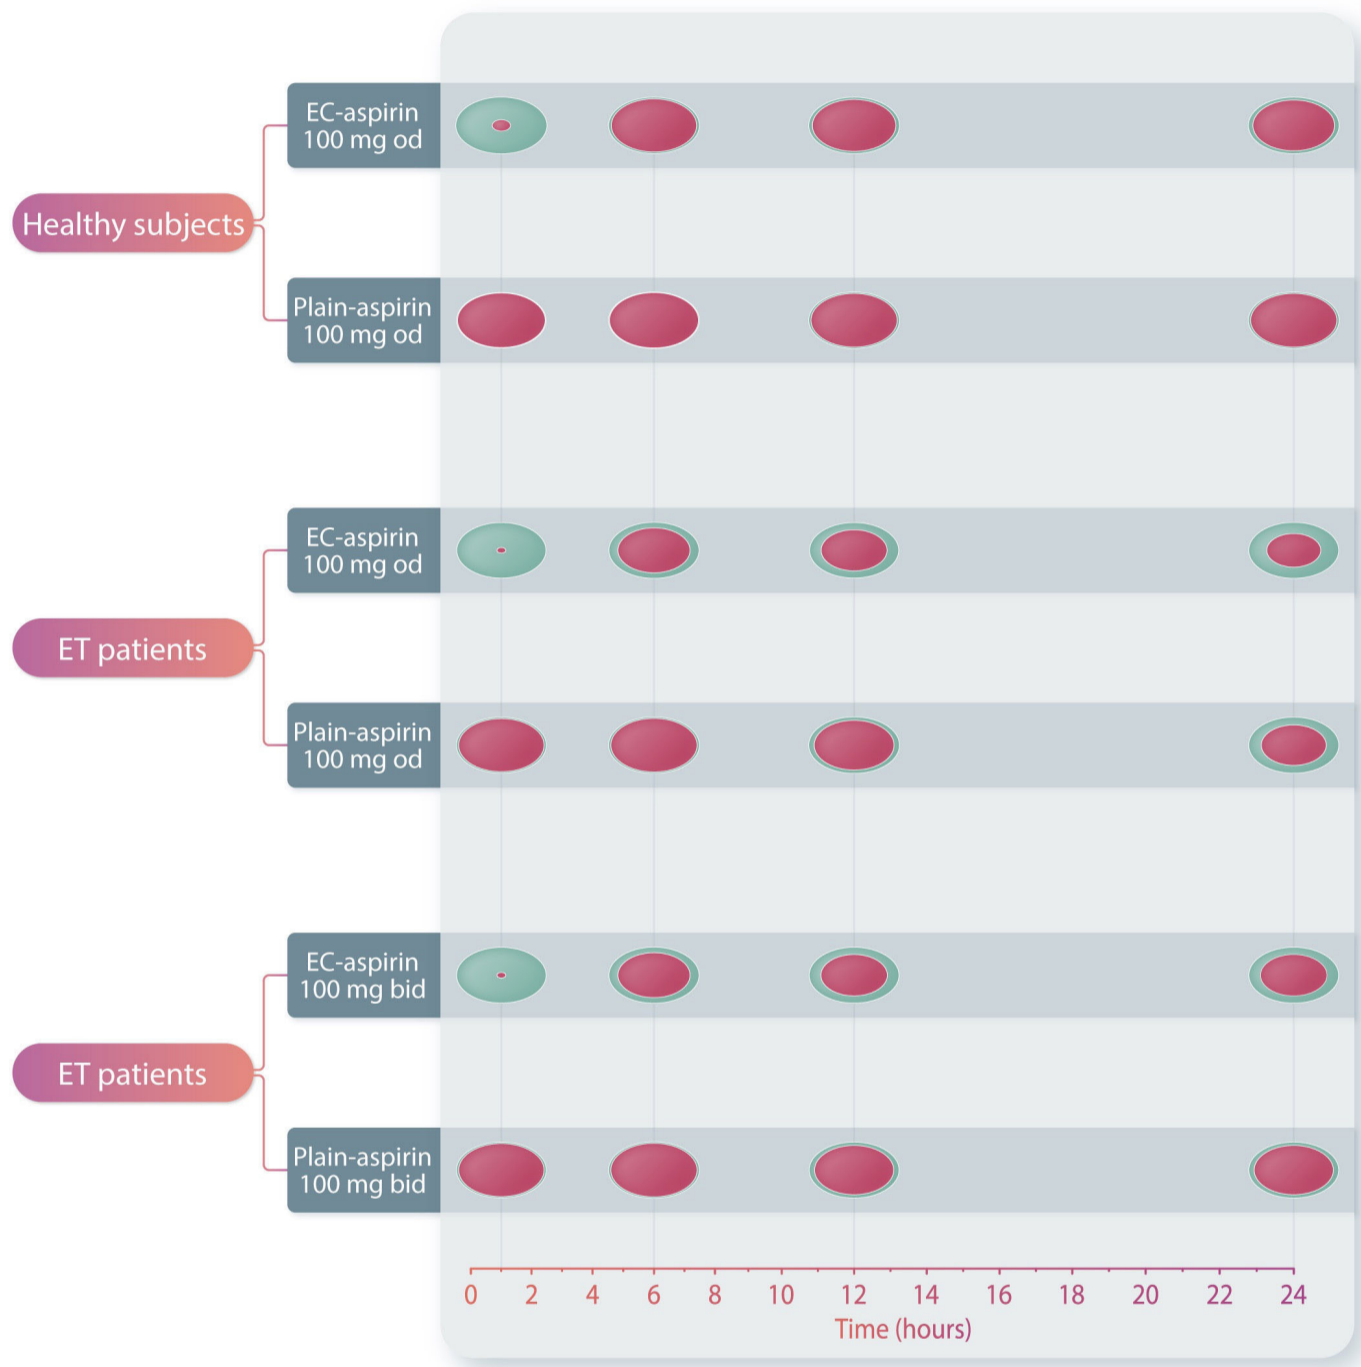 Healthy subjects
EC-aspirin
100 mg od
Plain-aspirin
100 mg od
ET patients
EC-aspirin
100 mg od
Plain-aspirin
100 mg od
ET patients
EC-aspirin
100 mg bid
Plain-aspirin
100 mg bid
0 2 4 6 8 10 12 14 16 18 20 22 24
Time (hours)